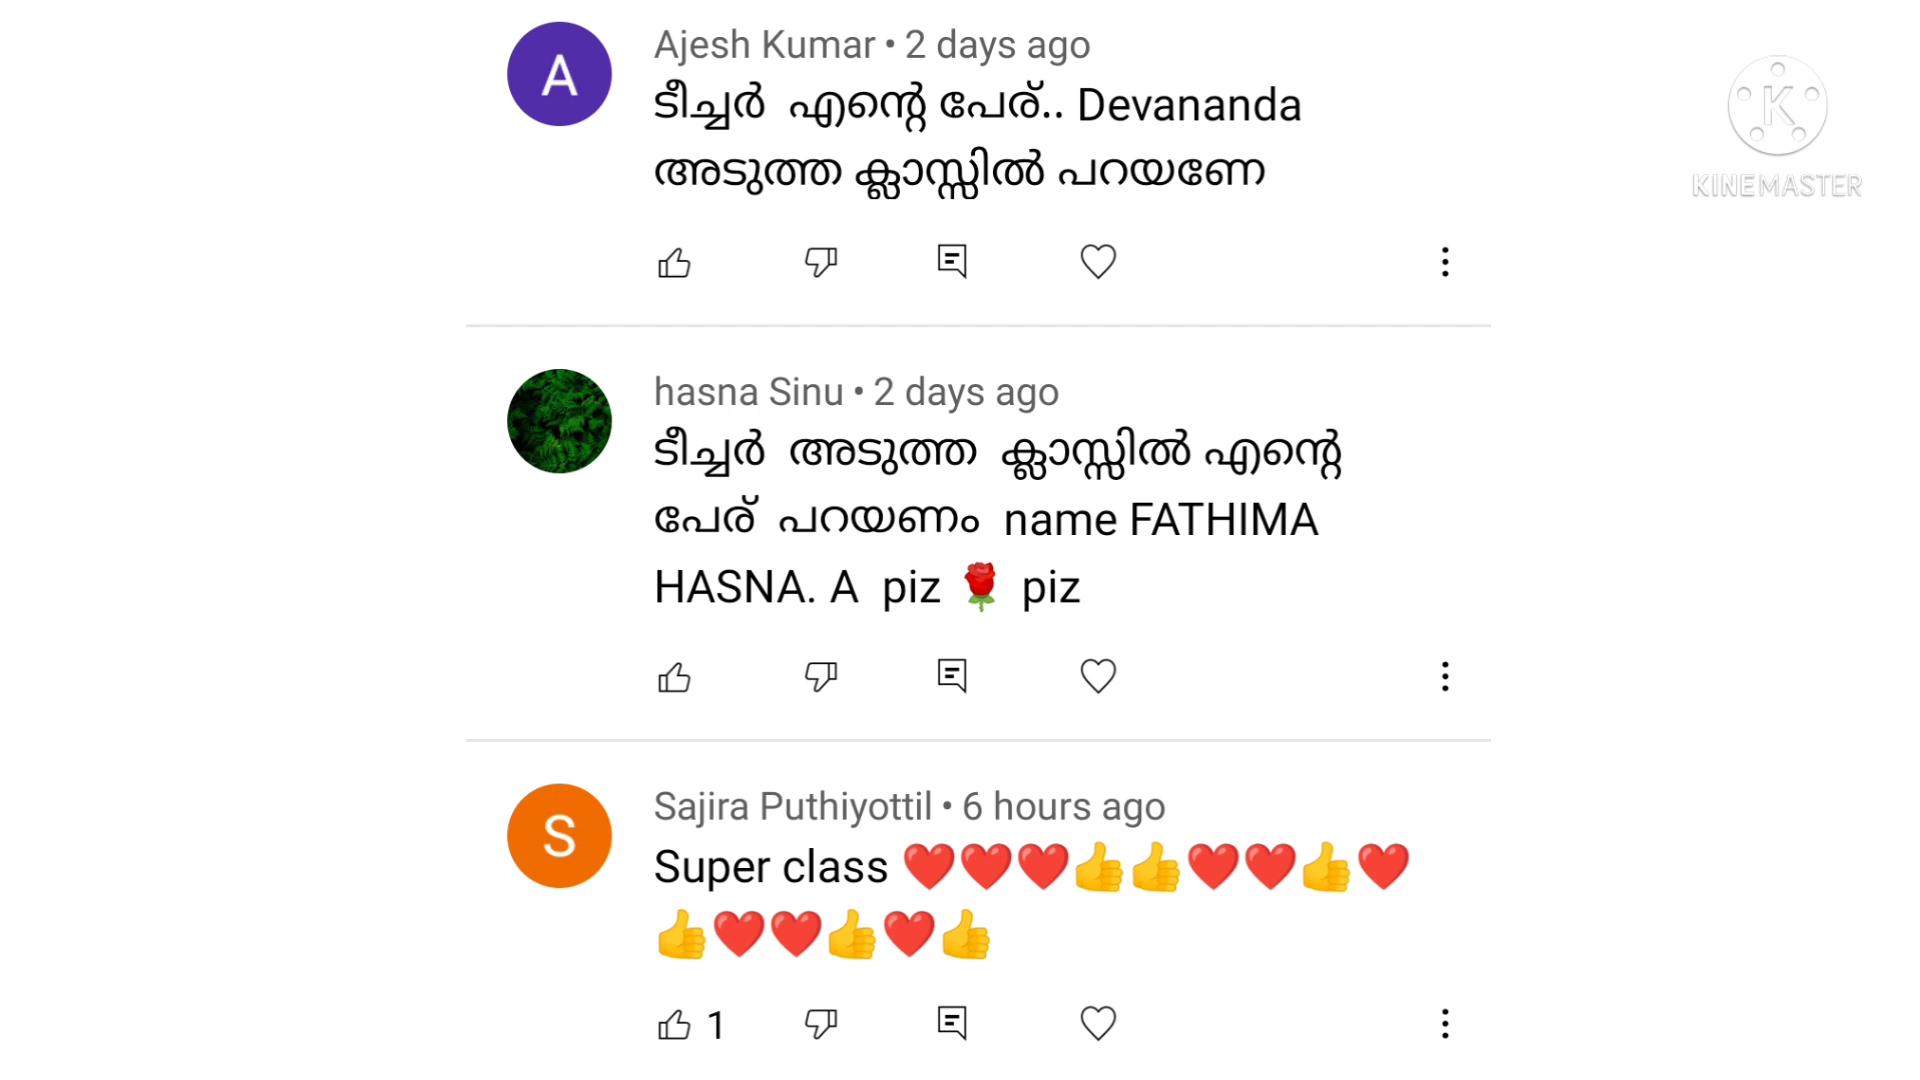 A
Ajesh Kumar • 2 days ago
ടീച്ചർ എന്റെ പേര്.. Devananda
അടുത്ത ക്ലാസ്സിൽ പറയണേ
K
KINEMASTER
hasna Sinu • 2 days ago
ടീച്ചർ അടുത്ത ക്ലാസ്സിൽ എന്റെ
പേര് പറയണം name FATHIMA
HASNA. A piz 🌹 piz
S
Sajira Puthiyottil • 6 hours ago
Super class ❤️❤️❤️👍👍❤️❤️👍❤️
👍❤️❤️👍❤️👍
1